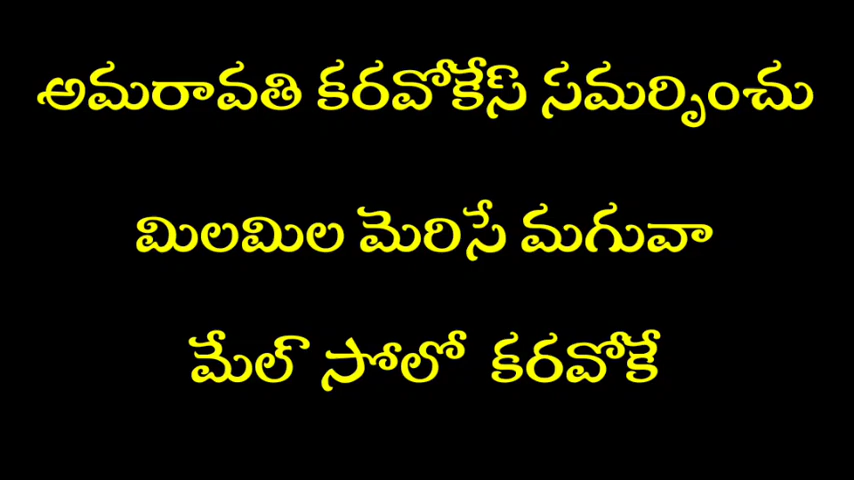 అమరావతి కరవోకేస్ సమర్పించు
మిలమిల మెరిసే మగువా
మేల్ సోలో కరవోకే